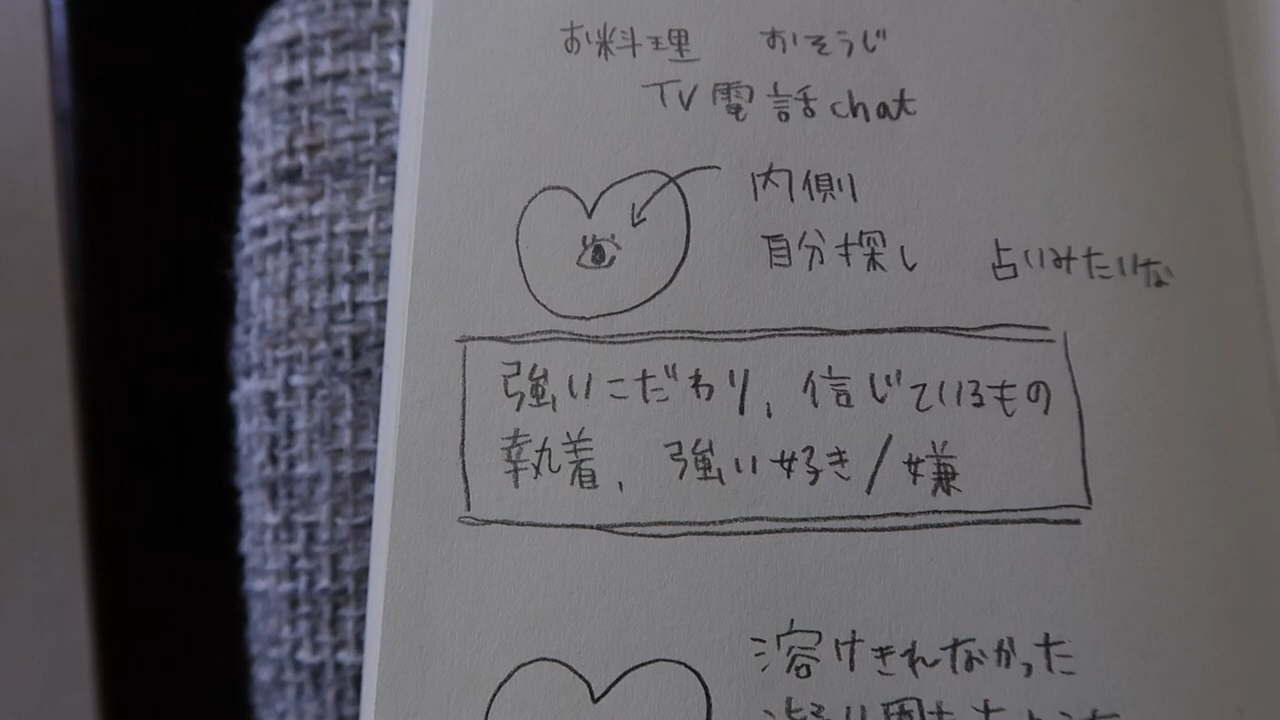 お料理 おそうじ
TV電話chat
内側
自分探し 占いみたいな
強いこだわり、信じているもの
執着、強い好き/嫌
溶けきれなかった